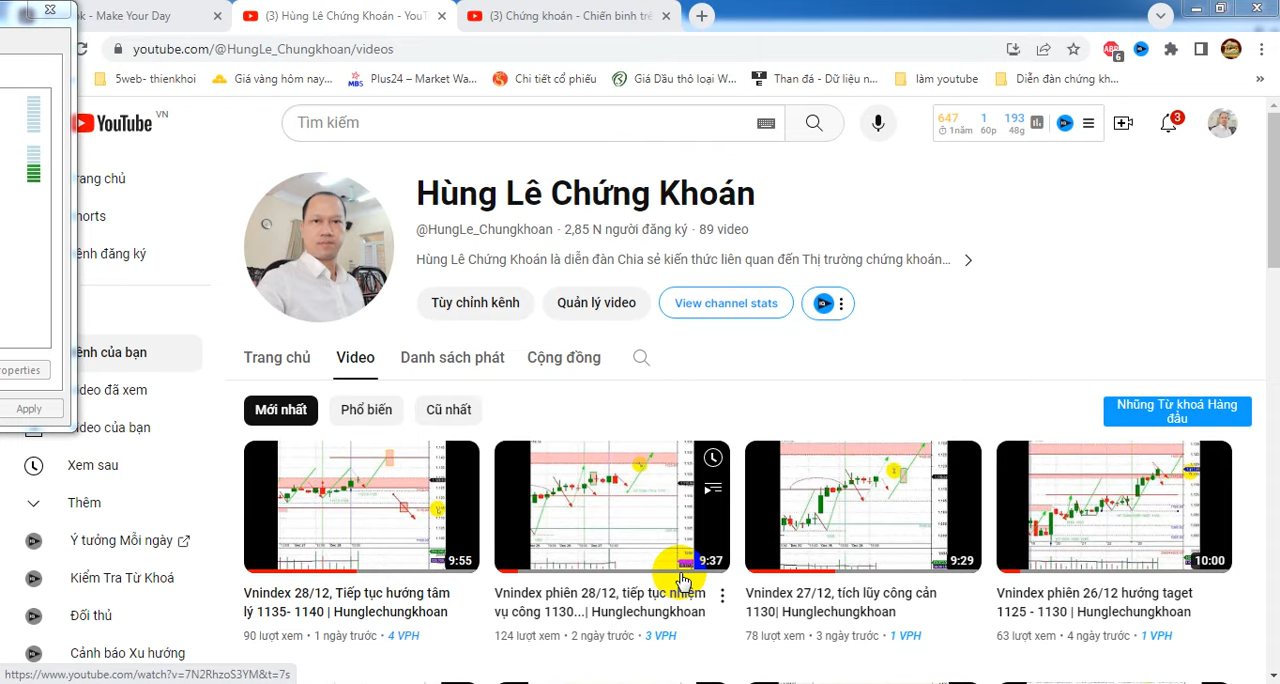 k - Make Your Day
(3) Hùng Lê Chứng Khoán - YouT
(3) Chứng khoán - Chiến binh trê
youtube.com/@HungLe_Chungkhoan/videos
6
5web- thienkhoi
Giá vàng hôm nay...
MBS
Plus24 – Market Wa...
Chi tiết cổ phiếu
Giá Dầu thô loại W...
Than đá - Dữ liệu n...
làm youtube
Diễn đàn chứng kh...
»
YouTube VN
Tìm kiếm
647 1 193
1năm 60p 48g
3
rang chủ
horts
ênh đăng ký
ênh của bạn
ideo đã xem
ideo của bạn
Xem sau
Thêm
Ý tưởng Mỗi ngày
Kiểm Tra Từ Khoá
Đối thủ
Cảnh báo Xu hướng
roperties
Apply
Hùng Lê Chứng Khoán
@HungLe_Chungkhoan · 2,85 N người đăng ký · 89 video
Hùng Lê Chứng Khoán là diễn đàn Chia sẻ kiến thức liên quan đến Thị trường chứng khoán...
Tùy chỉnh kênh
Quản lý video
View channel stats
Trang chủ
Video
Danh sách phát
Cộng đồng
Mới nhất
Phổ biến
Cũ nhất
Những Từ khoá Hàng
đầu
9:55
9:37
9:29
10:00
Vnindex 28/12, Tiếp tục hướng tâm
lý 1135- 1140 | Hunglechungkhoan
90 lượt xem · 1 ngày trước · 4 VPH
Vnindex phiên 28/12, tiếp tục nhiệm
vụ công 1130...| Hunglechungkhoan
124 lượt xem · 2 ngày trước · 3 VPH
Vnindex 27/12, tích lũy công cản
1130| Hunglechungkhoan
78 lượt xem · 3 ngày trước · 1 VPH
Vnindex phiên 26/12 hướng taget
1125 - 1130 | Hunglechungkhoan
63 lượt xem · 4 ngày trước · 1 VPH
https://www.youtube.com/watch?v=7N2RhzoS3YM&t=7s